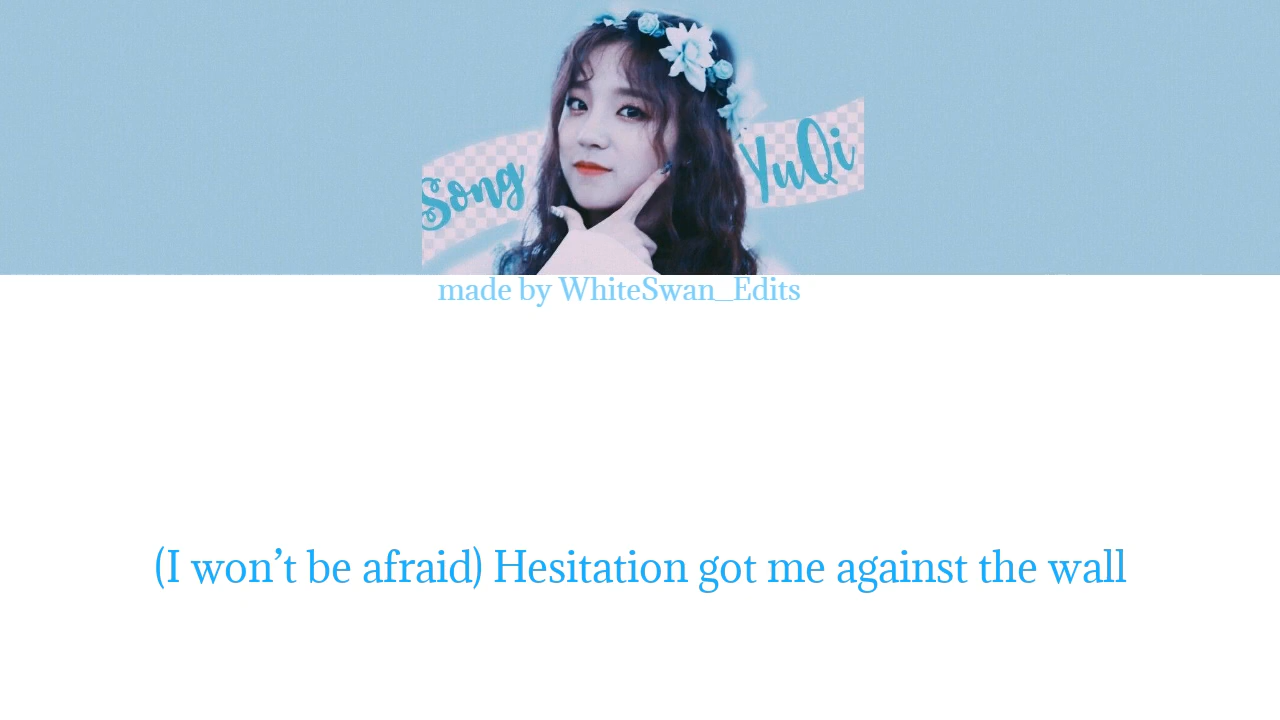 Song YuQi
made by WhiteSwan_Edits
(I won’t be afraid) Hesitation got me against the wall